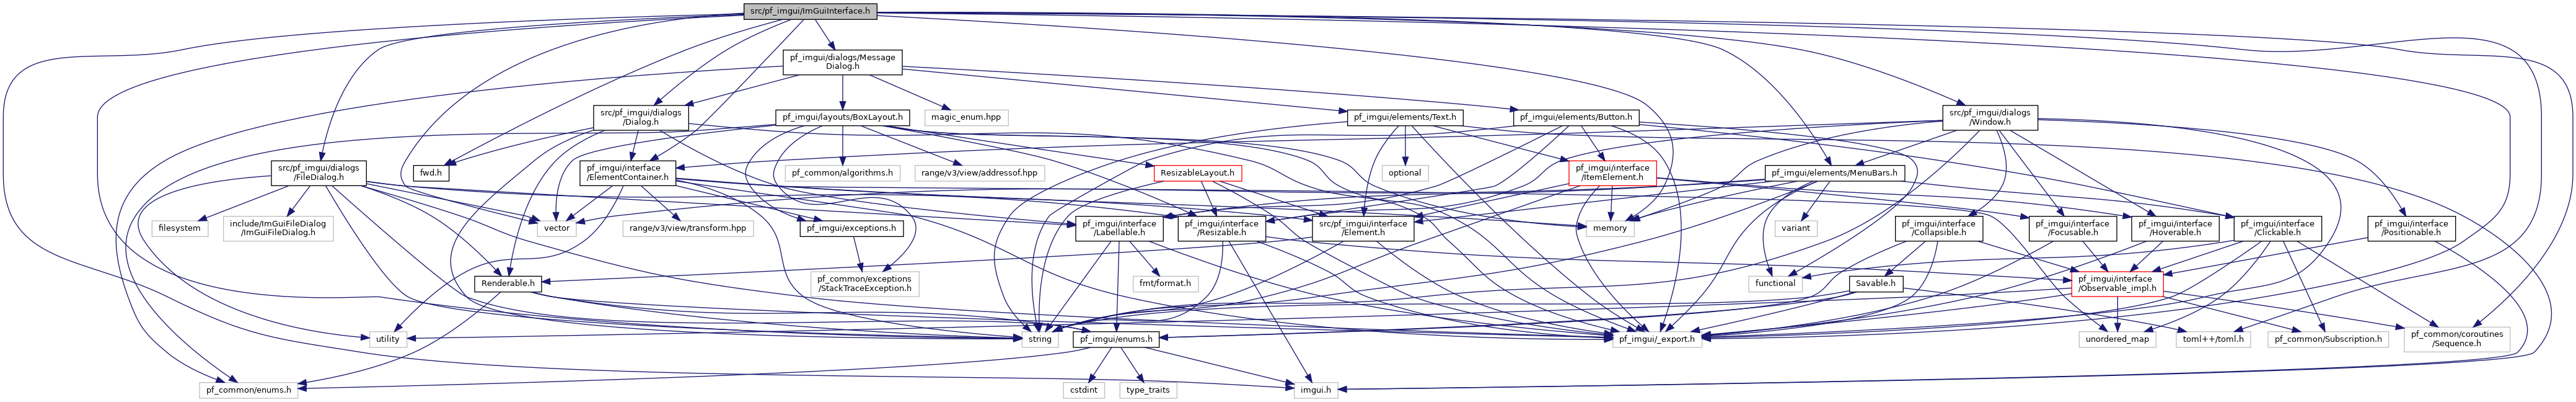 src/pf_imgui/ImGuiInterface.h
pf_imgui/dialogs/Message
Dialog.h
src/pf_imgui/dialogs
/Dialog.h
pf_imgui/layouts/BoxLayout.h
magic_enum.hpp
pf_imgui/elements/Text.h
pf_imgui/elements/Button.h
src/pf_imgui/dialogs
/Window.h
src/pf_imgui/dialogs
/FileDialog.h
fwd.h
pf_imgui/interface
/ElementContainer.h
pf_common/algorithms.h
range/v3/view/addressof.hpp
ResizableLayout.h
optional
pf_imgui/interface
/ItemElement.h
pf_imgui/elements/MenuBars.h
filesystem
include/ImGuiFileDialog
/ImGuiFileDialog.h
vector
range/v3/view/transform.hpp
pf_imgui/exceptions.h
pf_imgui/interface
/Labellable.h
pf_imgui/interface
/Resizable.h
src/pf_imgui/interface
/Element.h
memory
variant
pf_imgui/interface
/Collapsible.h
pf_imgui/interface
/Focusable.h
pf_imgui/interface
/Hoverable.h
pf_imgui/interface
/Clickable.h
pf_imgui/interface
/Positionable.h
Renderable.h
pf_common/exceptions
/StackTraceException.h
fmt/format.h
functional
Savable.h
pf_imgui/interface
/Observable_impl.h
utility
string
pf_imgui/enums.h
pf_imgui/_export.h
unordered_map
toml++/toml.h
pf_common/Subscription.h
pf_common/coroutines
/Sequence.h
pf_common/enums.h
cstdint
type_traits
imgui.h